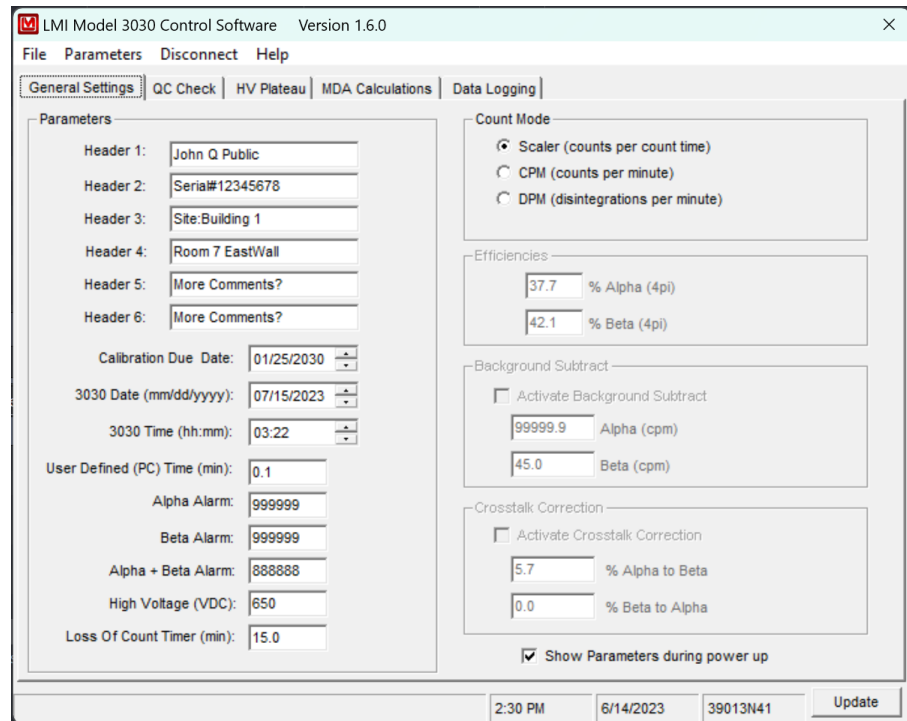 LMI Model 3030 Control Software Version 1.6.0
File Parameters Disconnect Help
General Settings QC Check HV Plateau MDA Calculations Data Logging
Parameters
Header 1: John Q Public
Header 2: Serial#12345678
Header 3: Site:Building 1
Header 4: Room 7 EastWall
Header 5: More Comments?
Header 6: More Comments?
Calibration Due Date: 01/25/2030
3030 Date (mm/dd/yyyy): 07/15/2023
3030 Time (hh:mm): 03:22
User Defined (PC) Time (min): 0.1
Alpha Alarm: 999999
Beta Alarm: 999999
Alpha + Beta Alarm: 888888
High Voltage (VDC): 650
Loss Of Count Timer (min): 15.0
Count Mode
Scaler (counts per count time)
CPM (counts per minute)
DPM (disintegrations per minute)
Efficiencies
37.7 % Alpha (4pi)
42.1 % Beta (4pi)
Background Subtract
Activate Background Subtract
99999.9 Alpha (cpm)
45.0 Beta (cpm)
Crosstalk Correction
Activate Crosstalk Correction
5.7 % Alpha to Beta
0.0 % Beta to Alpha
Show Parameters during power up
2:30 PM 6/14/2023 39013N41 Update